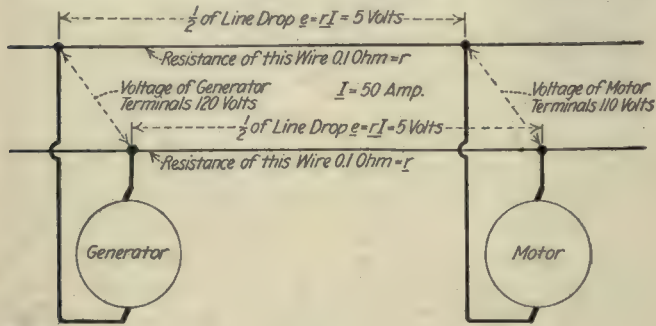 ½ of Line Drop e = rI = 5 Volts
Resistance of this Wire 0.1 Ohm = r
Voltage of Generator
Terminals 120 Volts
I = 50 Amp.
Voltage of Motor
Terminals 110 Volts
½ of Line Drop e = rI = 5 Volts
Resistance of this Wire 0.1 Ohm = r
Generator
Motor